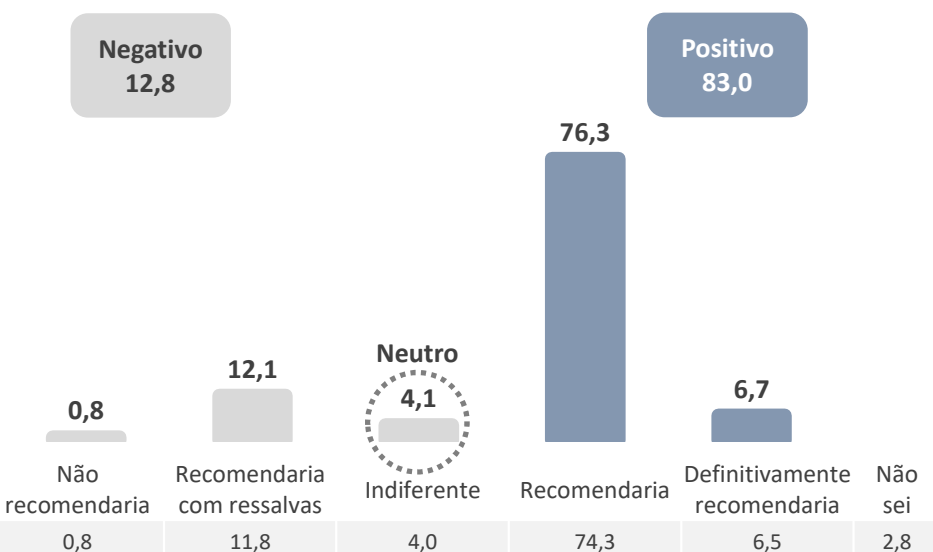 Negativo
12,8
Positivo
83,0
76,3
Neutro
12,1
4,1
6,7
0,8
Não
recomendaria
Recomendaria
com ressalvas
Indiferente
Recomendaria
Definitivamente
recomendaria
Não
sei
0,8
11,8
4,0
74,3
6,5
2,8